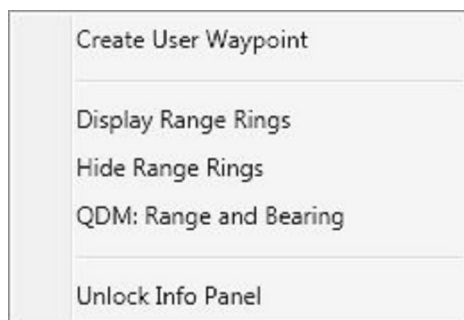 Create User Waypoint
Display Range Rings
Hide Range Rings
QDM: Range and Bearing
Unlock Info Panel